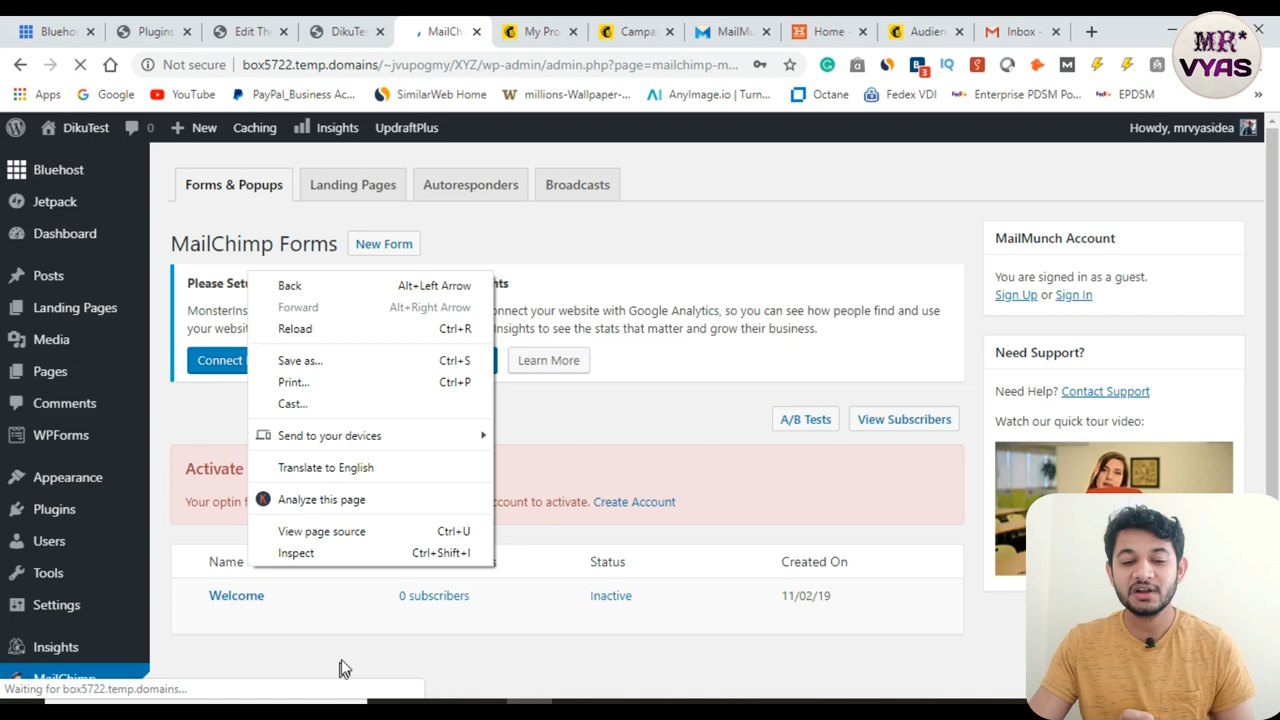 Bluehos
Plugins
Edit Th
DikuTe
MailCh
My Pro
Campa
MailMu
Home
Audien
Inbox -
MR*
VYAS
Not secure
box5722.temp.domains/~jvupogmy/XYZ/wp-admin/admin.php?page=mailchimp-m...
3
Apps
Google
YouTube
PayPal_Business Ac...
SimilarWeb Home
millions-Wallpaper-...
AnyImage.io | Turn...
Octane
Fedex VDI
Enterprise PDSM Po...
EPDSM
DikuTest
0
New
Caching
Insights
UpdraftPlus
Howdy, mrvyasidea
Bluehost
Jetpack
Dashboard
Posts
Landing Pages
Media
Pages
Comments
WPForms
Appearance
Plugins
Users
Tools
Settings
Insights
MailChimp
Forms & Popups
Landing Pages
Autoresponders
Broadcasts
MailChimp Forms
New Form
Please Setu
hts
MonsterIns
onnect your website with Google Analytics, so you can see how people find and use
your websit
Insights to see the stats that matter and grow their business.
Connect
Learn More
Back Alt+Left Arrow
Forward Alt+Right Arrow
Reload Ctrl+R
Save as... Ctrl+S
Print... Ctrl+P
Cast...
Send to your devices
Translate to English
Analyze this page
View page source Ctrl+U
Inspect Ctrl+Shift+I
A/B Tests
View Subscribers
Activate
Your optin f
ccount to activate. Create Account
Name
Status
Created On
Welcome
0 subscribers
Inactive
11/02/19
MailMunch Account
You are signed in as a guest.
Sign Up or Sign In
Need Support?
Need Help? Contact Support
Watch our quick tour video:
Waiting for box5722.temp.domains...